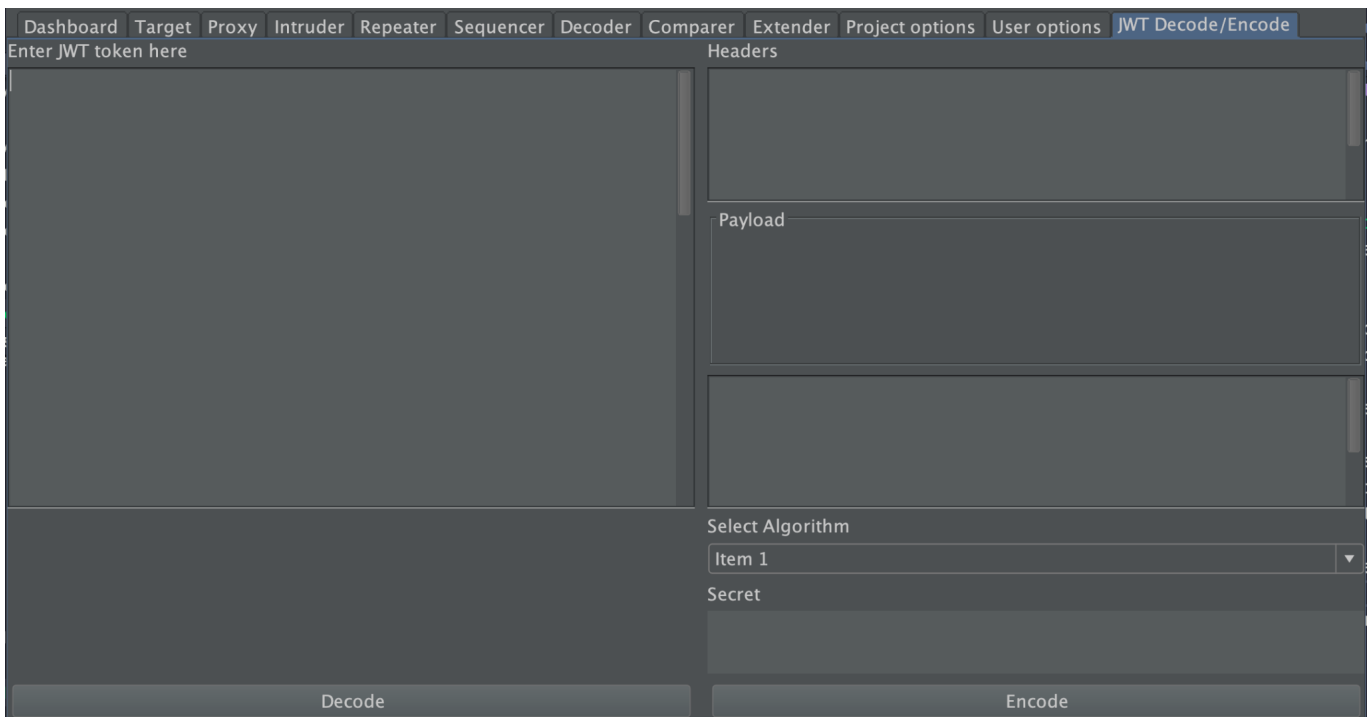 Dashboard Target Proxy Intruder Repeater Sequencer Decoder Comparer Extender Project options User options JWT Decode/Encode
Enter JWT token here
Headers
Payload
Select Algorithm
Item 1
Secret
Decode
Encode